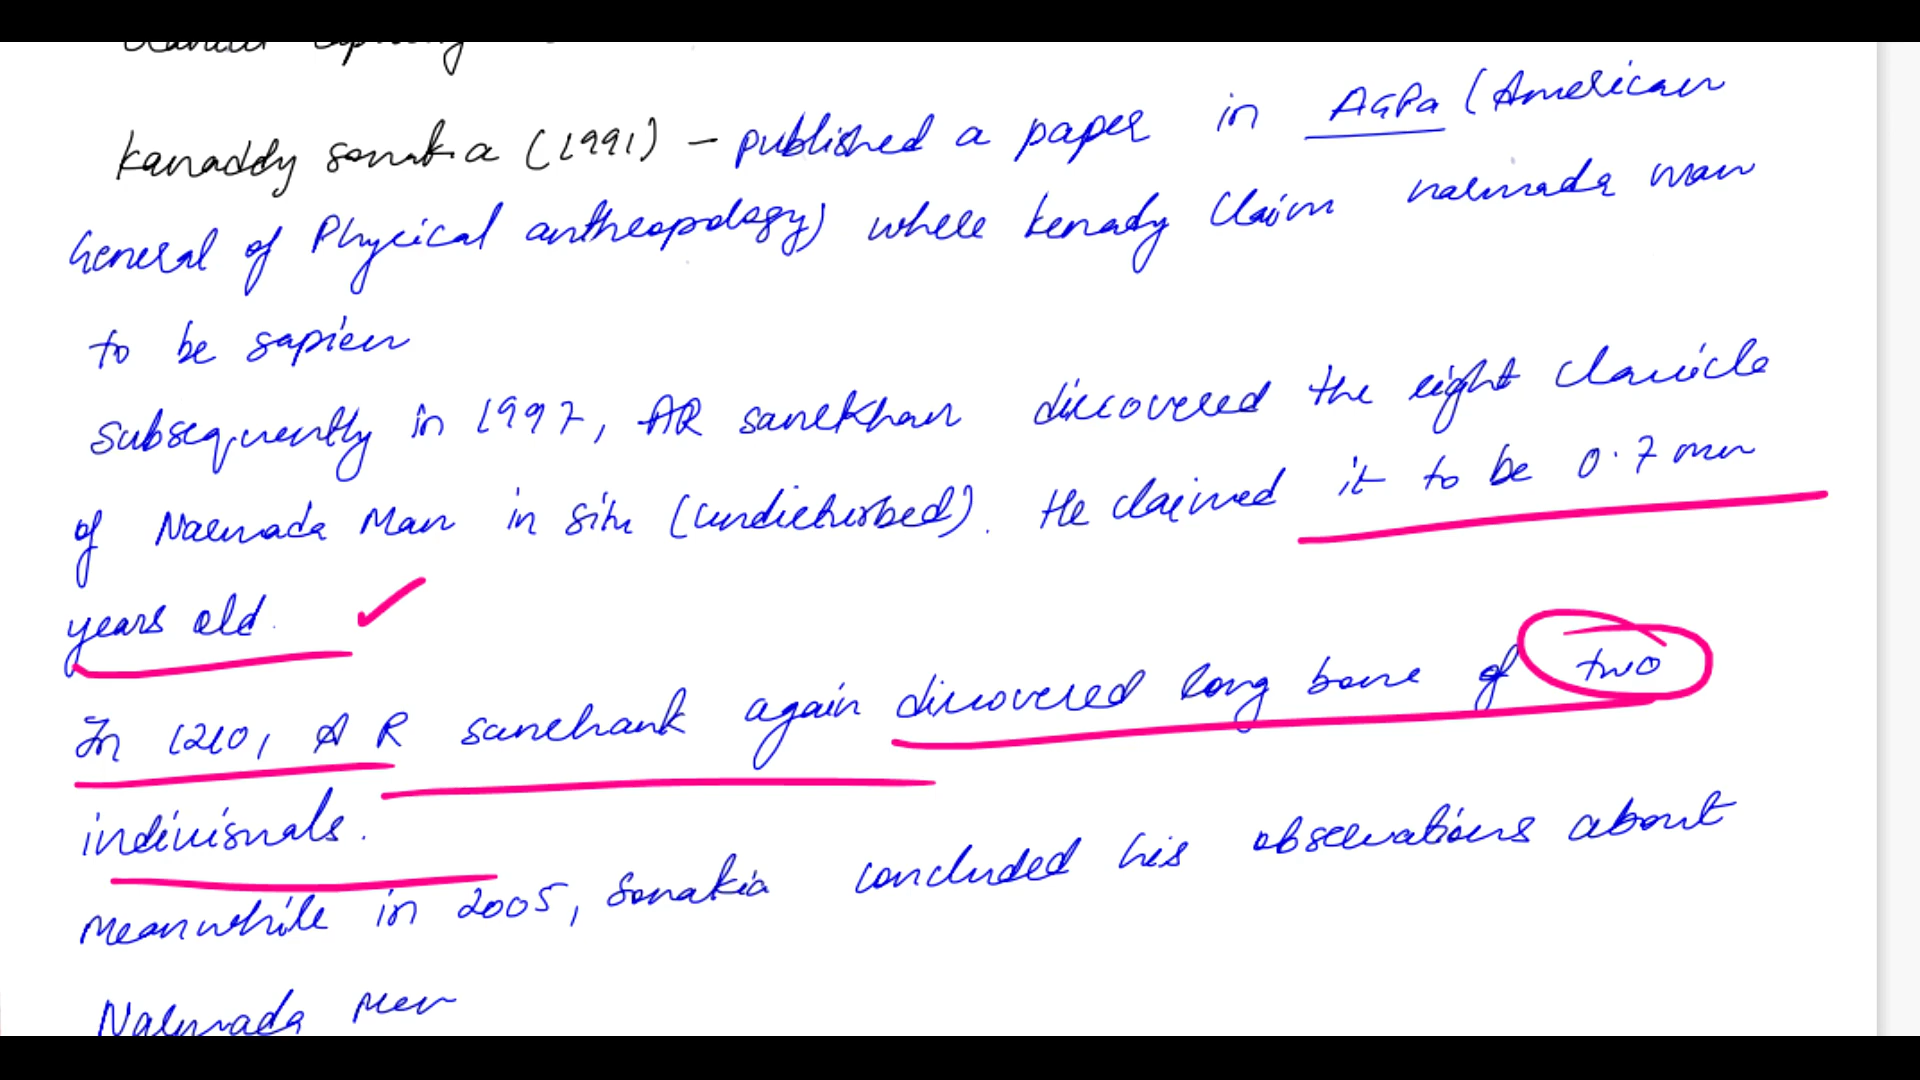 Kanaddy sonakia (1991) - published a paper in AGPa (American
General of Physical anthropology) where kenady claim narmada man
to be sapien
subsequently in 1997, AR sanekhan discovered the right clavicle
of Narmada Man in situ (undisturbed). He claimed it to be 0.7 mn
years old.
In 1210, A R sanehank again discovered long bone of two
individuals.
Meanwhile in 2005, Sonakia concluded his observations about
Narmada Men